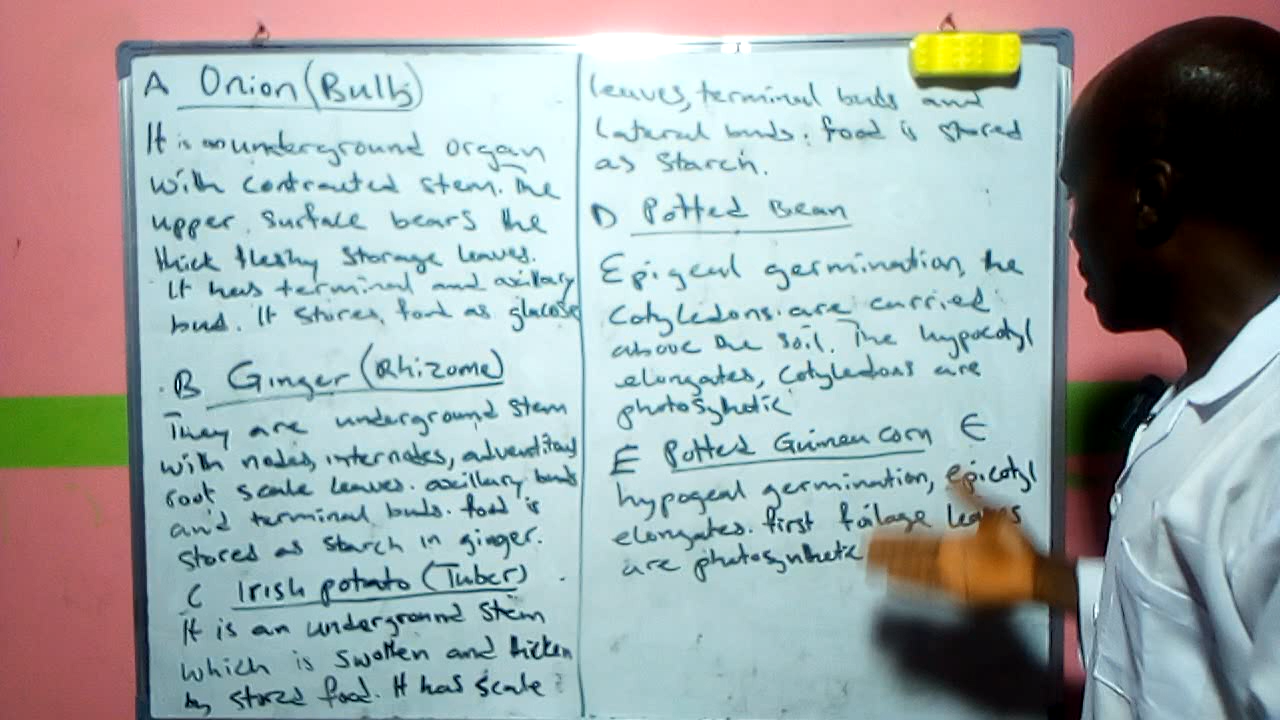 A Onion (Bulb)
It is an underground organ
with contracted stem. The
upper surface bears the
thick fleshy storage leaves.
It has terminal and axillary
bud. It stores food as glucose
B Ginger (Rhizome)
They are underground stem
with nodes, internodes,
root scale leaves. axillary buds
and terminal buds. food is
stored as starch in ginger.
C Irish potato (Tuber)
It is an underground stem
which is swollen and thicken
by stored food. It has scale
leaves, terminal buds and
lateral buds. food is stored
as starch.
D Potted Bean
Epigeal germination, the
cotyledons are carried
above the soil. The hypocotyl
elongates, cotyledons are
photosynthetic
E Potted Guinea corn E
hypogeal germination, epicotyl
elongates. first foilage leaves
are photosynthetic